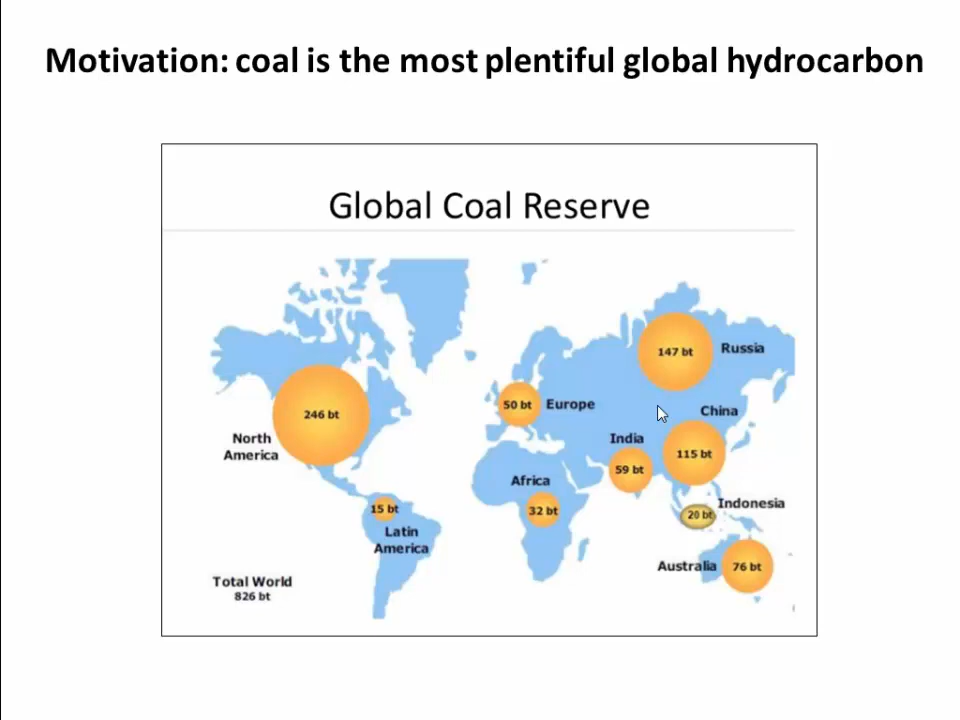 Motivation: coal is the most plentiful global hydrocarbon
Global Coal Reserve
147 bt
Russia
246 bt
50 bt
Europe
China
North
America
India
115 bt
59 bt
Africa
32 bt
15 bt
Indonesia
20 bt
Latin
America
Australia
76 bt
Total World
826 bt